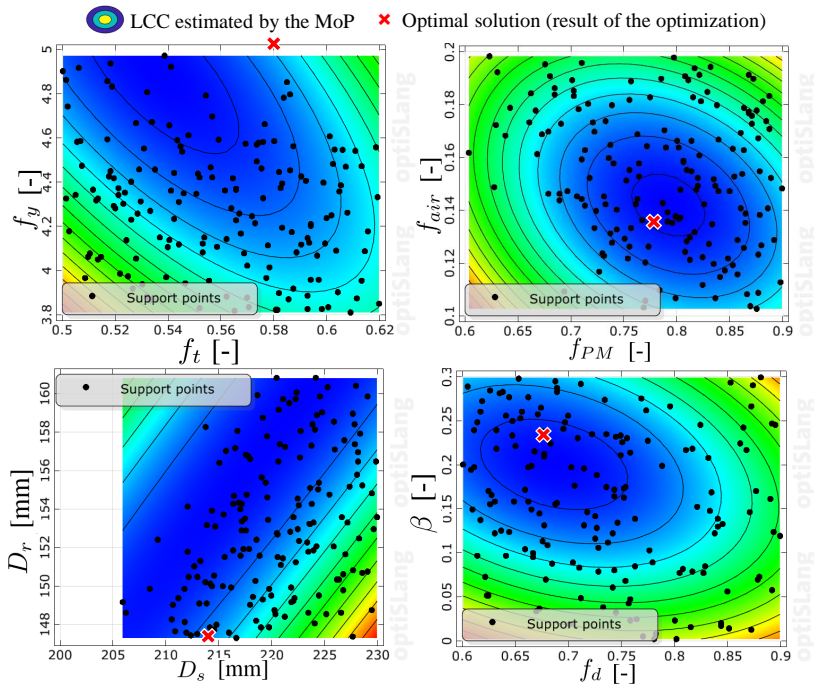 LCC estimated by the MoP Optimal solution (result of the optimization)
5
4.8
4.6
4.4
4.2
4
3.8
f_y [-]
Support points
0.5 0.52 0.54 0.56 0.58 0.6 0.62
f_t [-]
optiSLang
optiSLang
0.2
0.18
0.16
0.14
0.12
0.1
f_air [-]
Support points
0.6 0.65 0.7 0.75 0.8 0.85 0.9
f_PM [-]
optiSLang
optiSLang
Support points
160
158
156
154
152
150
148
D_r [mm]
200 205 210 215 220 225 230
D_s [mm]
optiSLang
optiSLang
0.3
0.25
0.2
0.15
0.1
0.05
0
β [-]
Support points
0.6 0.65 0.7 0.75 0.8 0.85 0.9
f_d [-]
optiSLang
optiSLang